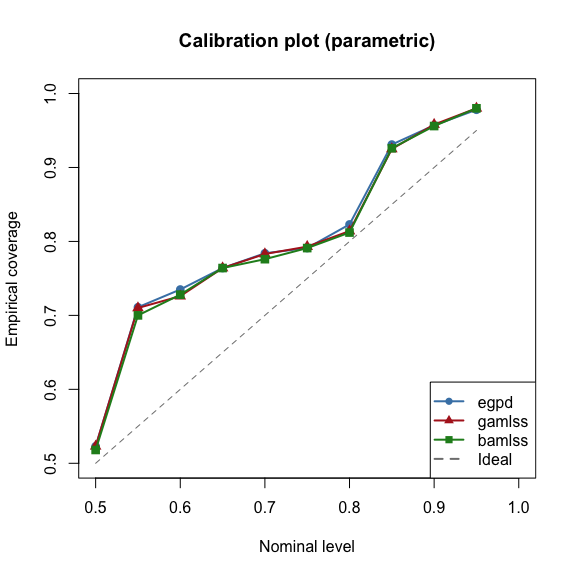 Calibration plot (parametric)
Empirical coverage
1.0
0.9
0.8
0.7
0.6
0.5
egpd
gamlss
bamlss
Ideal
0.5 0.6 0.7 0.8 0.9 1.0
Nominal level